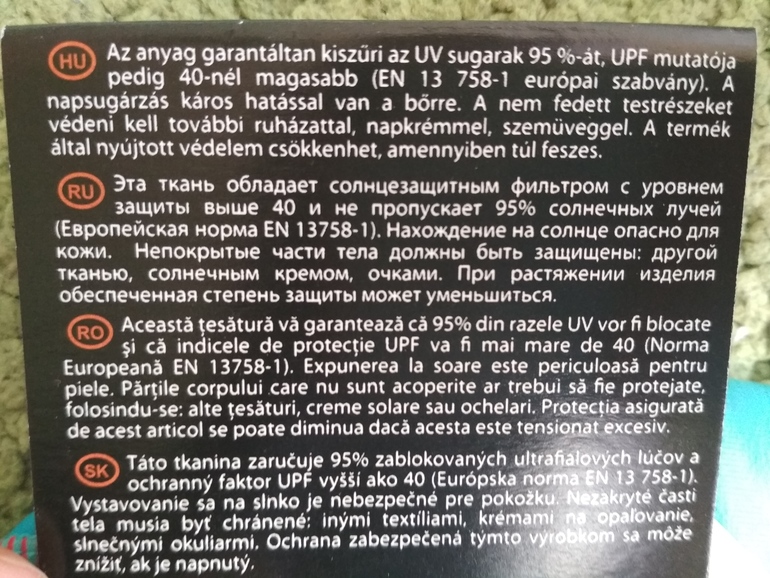 HU Az anyag garantáltan kiszűri az UV sugarak 95 %-át, UPF mutatója
pedig 40-nél magasabb (EN 13 758-1 európai szabvány). A
napsugárzás káros hatással van a bőrre. A nem fedett testrészeket
védeni kell további ruházattal, napkrémmel, szemüveggel. A termék
által nyújtott védelem csökkenhet, amennyiben túl feszes.
RU Эта ткань обладает солнцезащитным фильтром с уровнем
защиты выше 40 и не пропускает 95% солнечных лучей
(Европейская норма EN 13758-1). Нахождение на солнце опасно для
кожи. Непокрытые части тела должны быть защищены: другой
тканью, солнечным кремом, очками. При растяжении изделия
обеспеченная степень защиты может уменьшиться.
RO Această țesătură vă garantează că 95% din razele UV vor fi blocate
și că indicele de protecție UPF va fi mai mare de 40 (Norma
Europeană EN 13758-1). Expunerea la soare este periculoasă pentru
piele. Părțile corpului care nu sunt acoperite ar trebui să fie protejate,
folosindu-se: alte țesături, creme solare sau ochelari. Protecția asigurată
de acest articol se poate diminua dacă acesta este tensionat excesiv.
SK Táto tkanina zaručuje 95% zablokovaných ultrafialových lúčov a
ochranný faktor UPF vyšší ako 40 (Európska norma EN 13 758-1).
Vystavovanie sa na slnko je nebezpečné pre pokožku. Nezakryté časti
tela musia byť chránené: inými textíliami, krémami na opaľovanie,
slnečnými okuliarmi. Ochrana zabezpečená týmto výrobkom sa môže
znížiť, ak je napnutý.